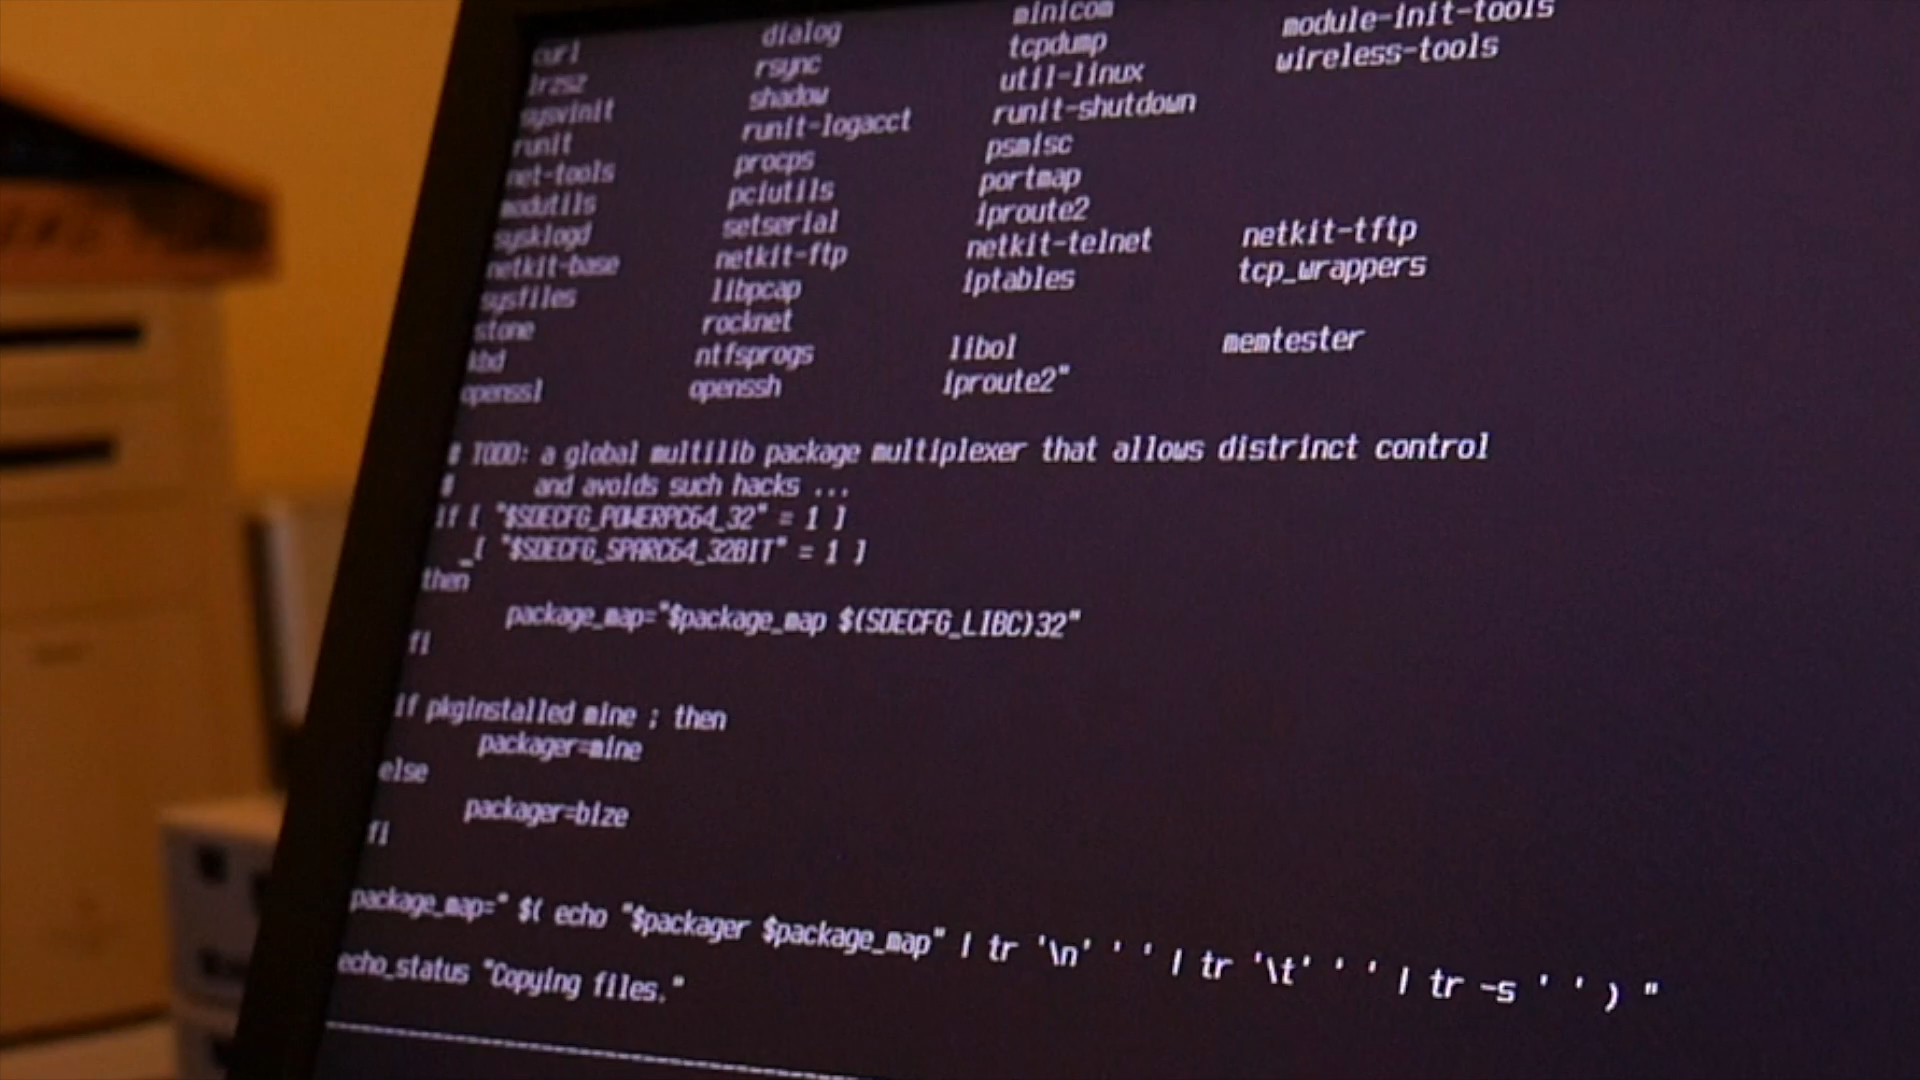 curl dialog minicom module-init-tools
lrzsz rsync tcpdump wireless-tools
sysvinit shadow util-linux
runit runit-logacct runit-shutdown
net-tools procps psmisc
modutils pciutils portmap
sysklogd setserial iproute2
netkit-base netkit-ftp netkit-telnet netkit-tftp
sysfiles libpcap iptables tcp_wrappers
stone rocknet
kbd ntfsprogs libol memtester
openssl openssh iproute2"
# TODO: a global multilib package multiplexer that allows distrinct control
# and avoids such hacks ...
if [ "$SDECFG_POWERPC64_32" = 1 ]
_[ "$SDECFG_SPARC64_32BIT" = 1 ]
then
package_map="$package_map ${SDECFG_LIBC}32"
fi
if pkginstalled mine ; then
packager=mine
else
packager=bize
fi
package_map=" $( echo "$packager $package_map" | tr '\n' ' ' | tr '\t' ' ' | tr -s ' ' ) "
echo_status "Copying files."